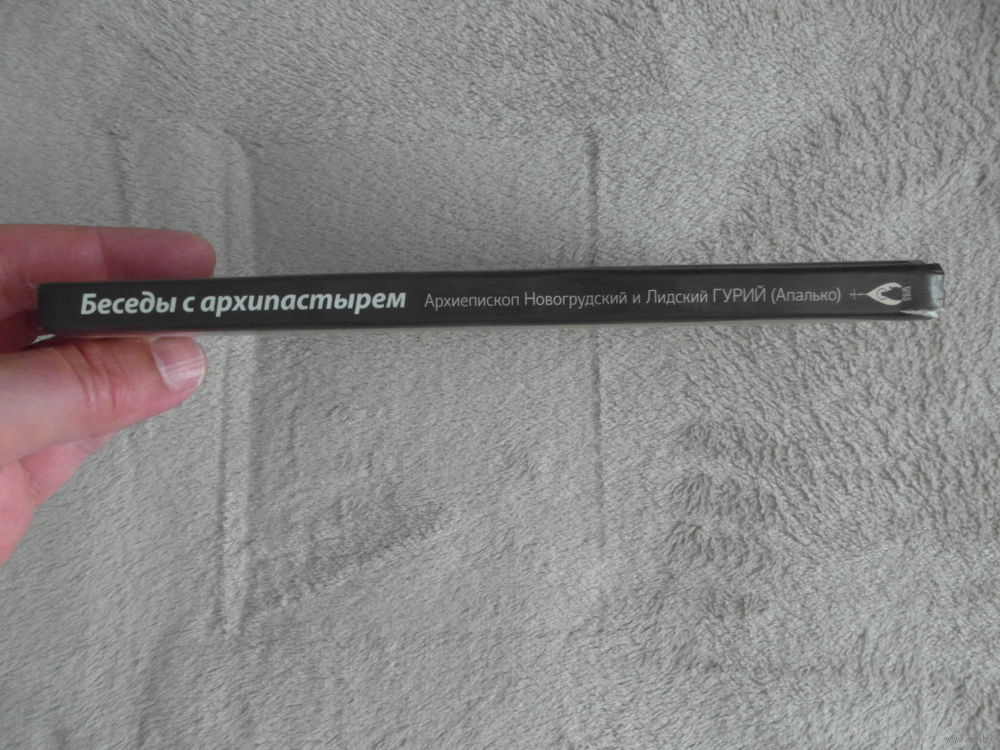 Беседы с архипастырем Архиепископ Новогрудский и Лидский ГУРИЙ (Апалько)